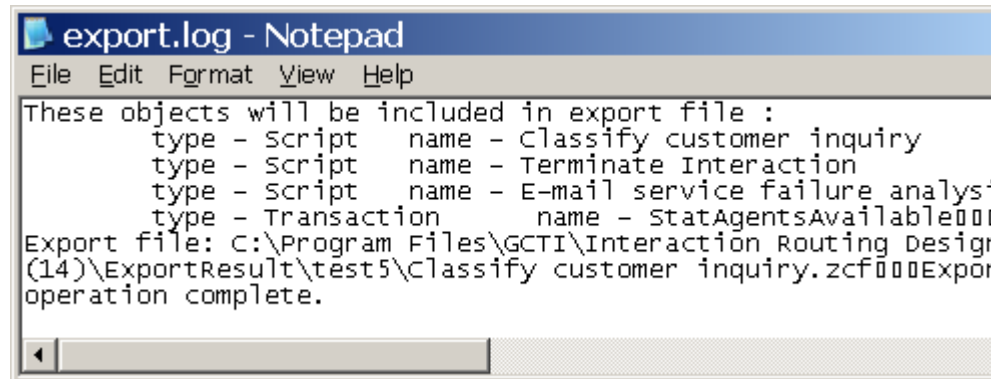 export.log - Notepad
File Edit Format View Help
These objects will be included in export file :
type - Script name - Classify customer inquiry
type - Script name - Terminate Interaction
type - Script name - E-mail service failure analysi
type - Transaction name - StatAgentsAvailable▯▯▯
Export file: C:\Program Files\GCTI\Interaction Routing Design
(14)\ExportResult\test5\Classify customer inquiry.zcf▯▯▯Expor
operation complete.